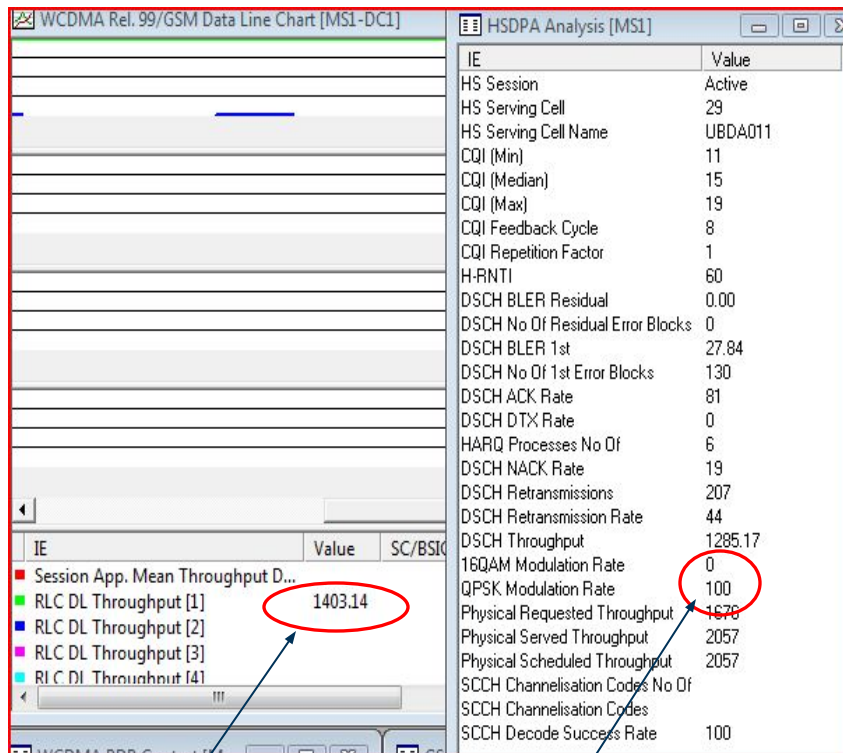 WCDMA Rel. 99/GSM Data Line Chart [MS1-DC1]
IE Value SC/BSIC
Session App. Mean Throughput D...
RLC DL Throughput [1] 1403.14
RLC DL Throughput [2]
RLC DL Throughput [3]
RLC DL Throughput [4]
HSDPA Analysis [MS1]
IE Value
HS Session Active
HS Serving Cell 29
HS Serving Cell Name UBDA011
CQI (Min) 11
CQI (Median) 15
CQI (Max) 19
CQI Feedback Cycle 8
CQI Repetition Factor 1
H-RNTI 60
DSCH BLER Residual 0.00
DSCH No Of Residual Error Blocks 0
DSCH BLER 1st 27.84
DSCH No Of 1st Error Blocks 130
DSCH ACK Rate 81
DSCH DTX Rate 0
HARQ Processes No Of 6
DSCH NACK Rate 19
DSCH Retransmissions 207
DSCH Retransmission Rate 44
DSCH Throughput 1285.17
16QAM Modulation Rate 0
QPSK Modulation Rate 100
Physical Requested Throughput 1676
Physical Served Throughput 2057
Physical Scheduled Throughput 2057
SCCH Channelisation Codes No Of
SCCH Channelisation Codes
SCCH Decode Success Rate 100